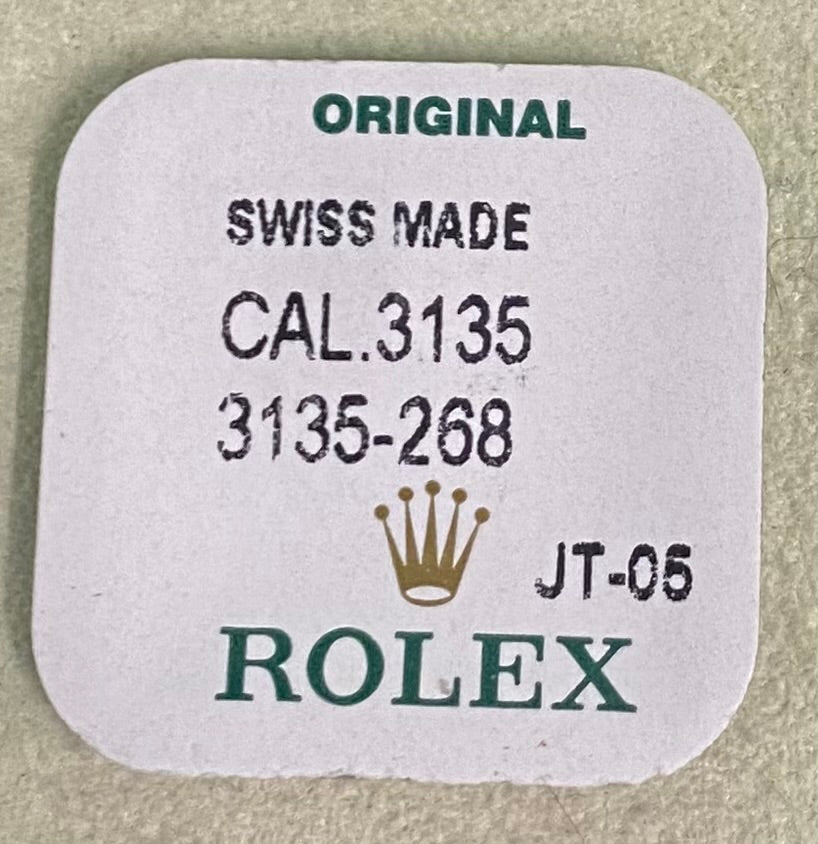 ORIGINAL
SWISS MADE
CAL.3135
3135-268
JT-05
ROLEX